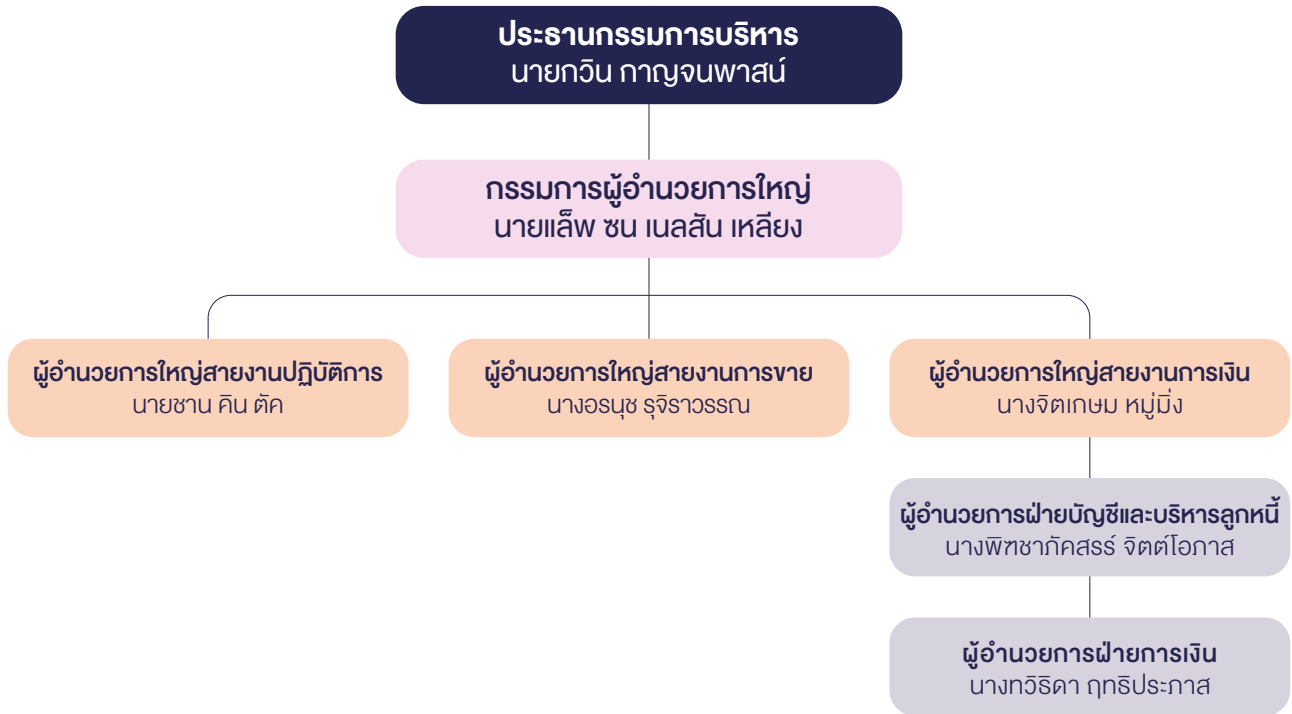 ประธานกรรมการบริหาร
นายกวิน กาญจนพาสน์
กรรมการผู้อำนวยการใหญ่
นายแล็พ ซน เนลสัน เหลียง
ผู้อำนวยการใหญ่สายงานปฏิบัติการ
นายชาน คิน ตัค
ผู้อำนวยการใหญ่สายงานการขาย
นางอรนุช รุจิราวรรณ
ผู้อำนวยการใหญ่สายงานการเงิน
นางจิตเกษม หมู่มิ่ง
ผู้อำนวยการฝ่ายบัญชีและบริหารลูกหนี้
นางพิฑชาภัคสรร์ จิตต์โอภาส
ผู้อำนวยการฝ่ายการเงิน
นางทวิธิดา ฤทธิประภาส